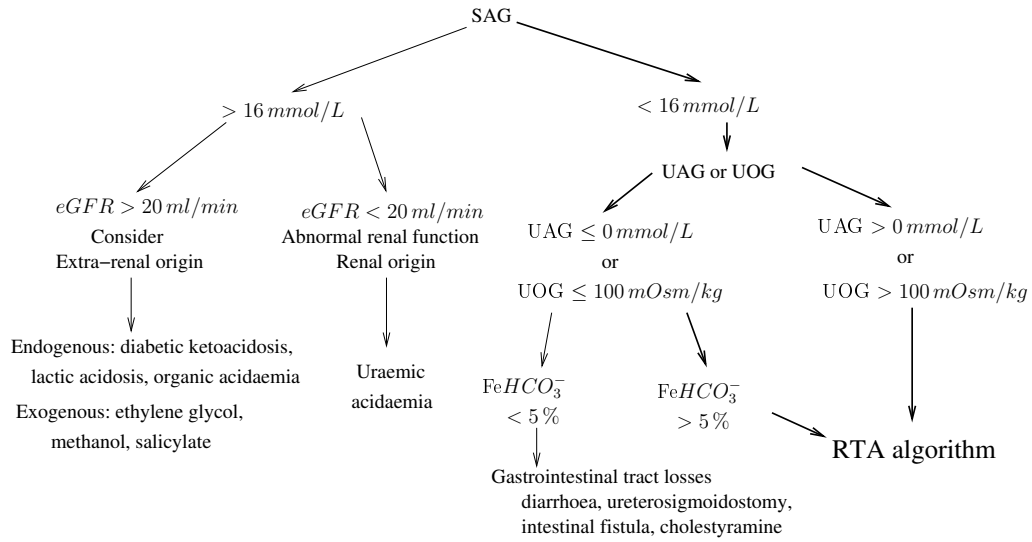 SAG
> 16 mmol/L
< 16 mmol/L
UAG or UOG
eGFR > 20 ml/min
Consider
Extra−renal origin
eGFR < 20 ml/min
Abnormal renal function
Renal origin
UAG ≤ 0 mmol/L
or
UOG ≤ 100 mOsm/kg
UAG > 0 mmol/L
or
UOG > 100 mOsm/kg
Endogenous: diabetic ketoacidosis,
lactic acidosis, organic acidaemia
Exogenous: ethylene glycol,
methanol, salicylate
Uraemic
acidaemia
FeHCO₃⁻
< 5 %
FeHCO₃⁻
> 5 %
RTA algorithm
Gastrointestinal tract losses
diarrhoea, ureterosigmoidostomy,
intestinal fistula, cholestyramine